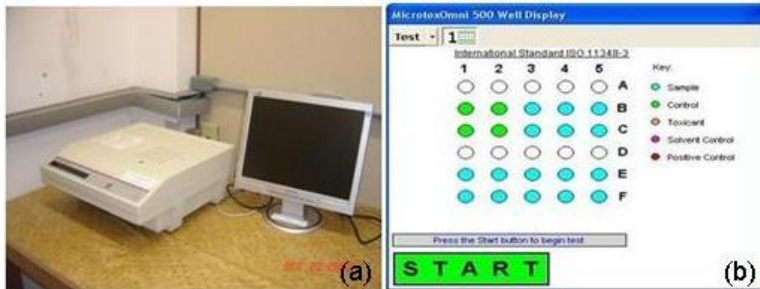 (a)
MicrotoxOmni 500 Well Display
Test
1
International Standard ISO 11348-3
1 2 3 4 5
A
B
C
D
E
F
Key:
Sample
Control
Toxicant
Solvent Control
Positive Control
Press the Start button to begin test
START
(b)